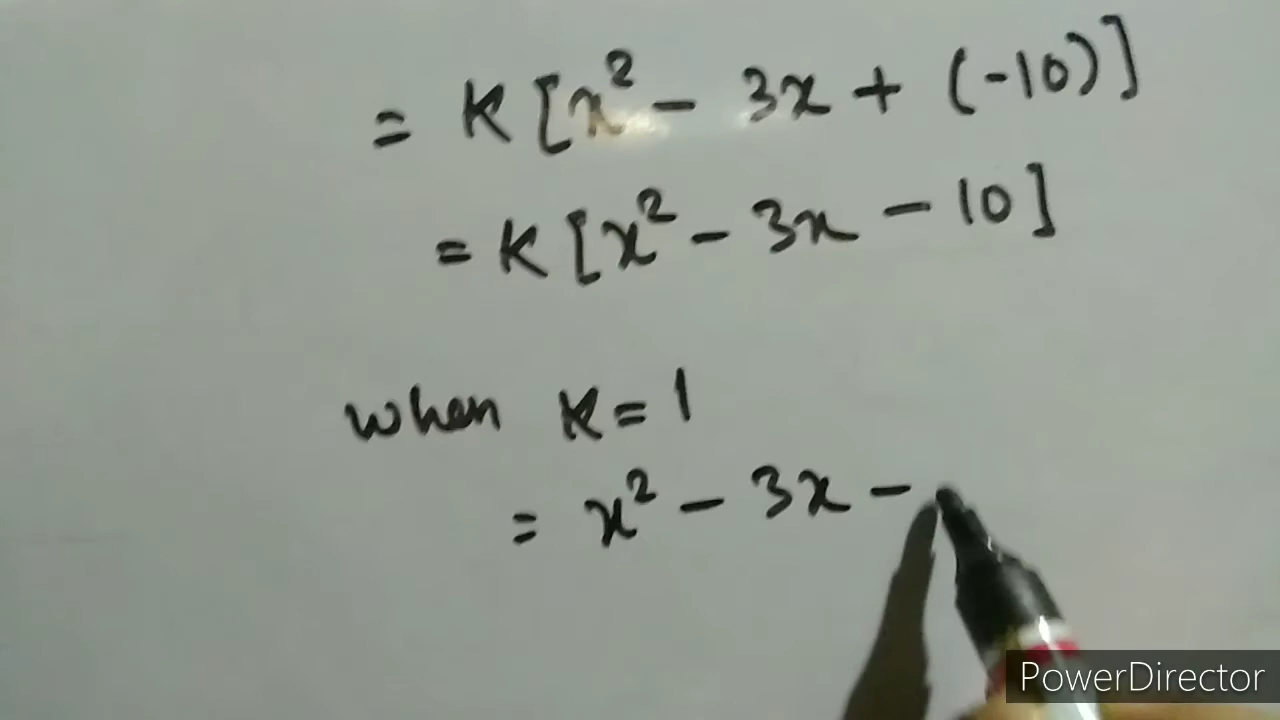 = K [x² - 3x + (-10)]
= K [x² - 3x - 10]
when K = 1
= x² - 3x -
PowerDirector